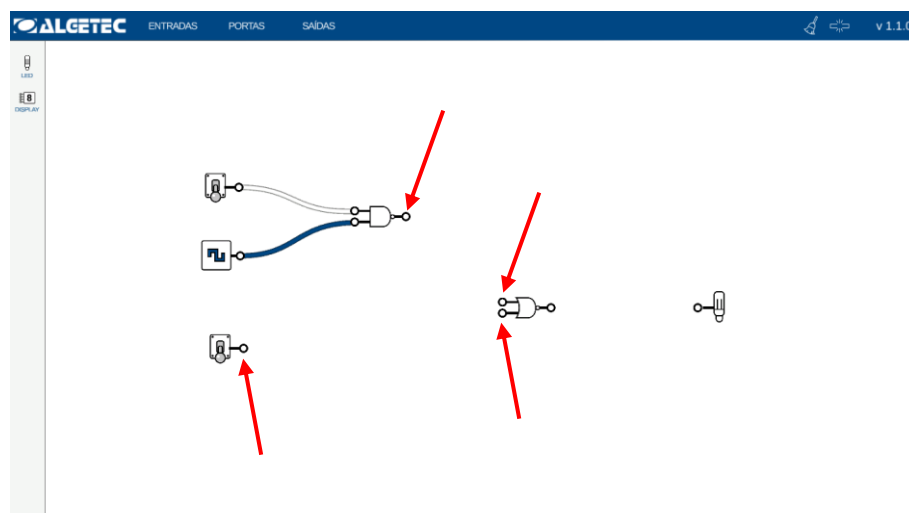 ALGETEC ENTRADAS PORTAS SAÍDAS v 1.1.0
LED
8
DISPLAY